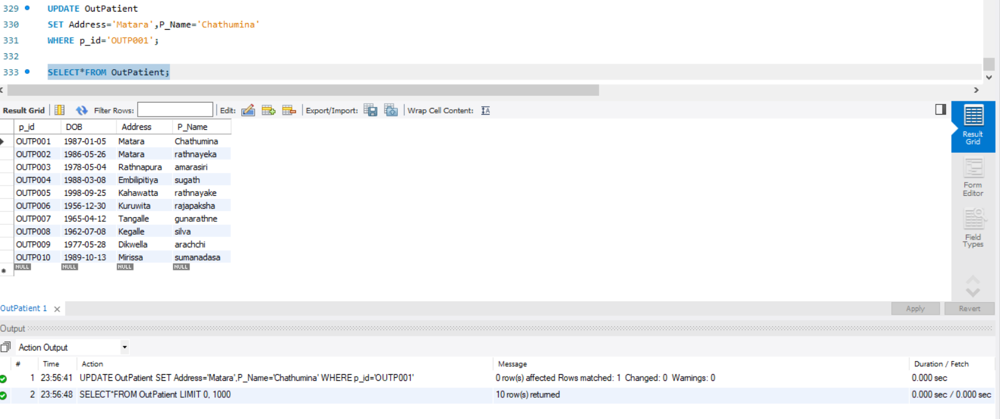 329 UPDATE OutPatient
330 SET Address='Matara',P_Name='Chathumina'
331 WHERE p_id='OUTP001';
332
333 SELECT*FROM OutPatient;
Result Grid Filter Rows: Edit: Export/Import: Wrap Cell Content: IA
p_id DOB Address P_Name
OUTP001 1987-01-05 Matara Chathumina
OUTP002 1986-05-26 Matara rathnayeka
OUTP003 1978-05-04 Rathnapura amarasiri
OUTP004 1988-03-08 Embilipitiya sugath
OUTP005 1998-09-25 Kahawatta rathnayake
OUTP006 1956-12-30 Kuruwita rajapaksha
OUTP007 1965-04-12 Tangalle gunarathne
OUTP008 1962-07-08 Kegalle silva
OUTP009 1977-05-28 Dikwella arachchi
OUTP010 1989-10-13 Mirissa sumanadasa
NULL NULL NULL NULL
Result
Grid
Form
Editor
Field
Types
OutPatient 1 Apply Revert
Output
Action Output
# Time Action Message Duration / Fetch
1 23:56:41 UPDATE OutPatient SET Address='Matara',P_Name='Chathumina' WHERE p_id='OUTP001' 0 row(s) affected Rows matched: 1 Changed: 0 Warnings: 0 0.000 sec
2 23:56:48 SELECT*FROM OutPatient LIMIT 0, 1000 10 row(s) returned 0.000 sec / 0.000 sec